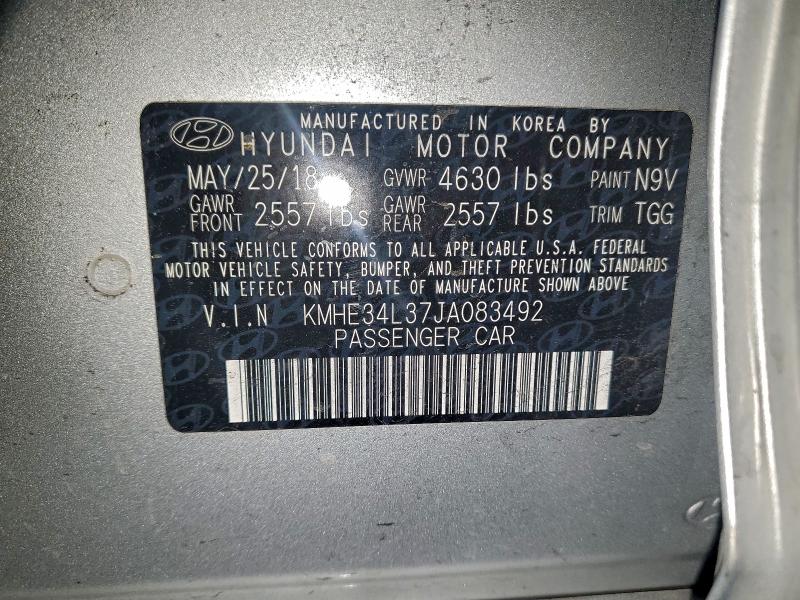 MANUFACTURED IN KOREA BY
HYUNDAI MOTOR COMPANY
MAY/25/18 GVWR 4630 lbs PAINT N9V
GAWR FRONT 2557 lbs GAWR REAR 2557 lbs TRIM TGG
THIS VEHICLE CONFORMS TO ALL APPLICABLE U.S.A. FEDERAL
MOTOR VEHICLE SAFETY, BUMPER, AND THEFT PREVENTION STANDARDS
IN EFFECT ON THE DATE OF MANUFACTURE SHOWN ABOVE
V.I.N KMHE34L37JA083492
PASSENGER CAR